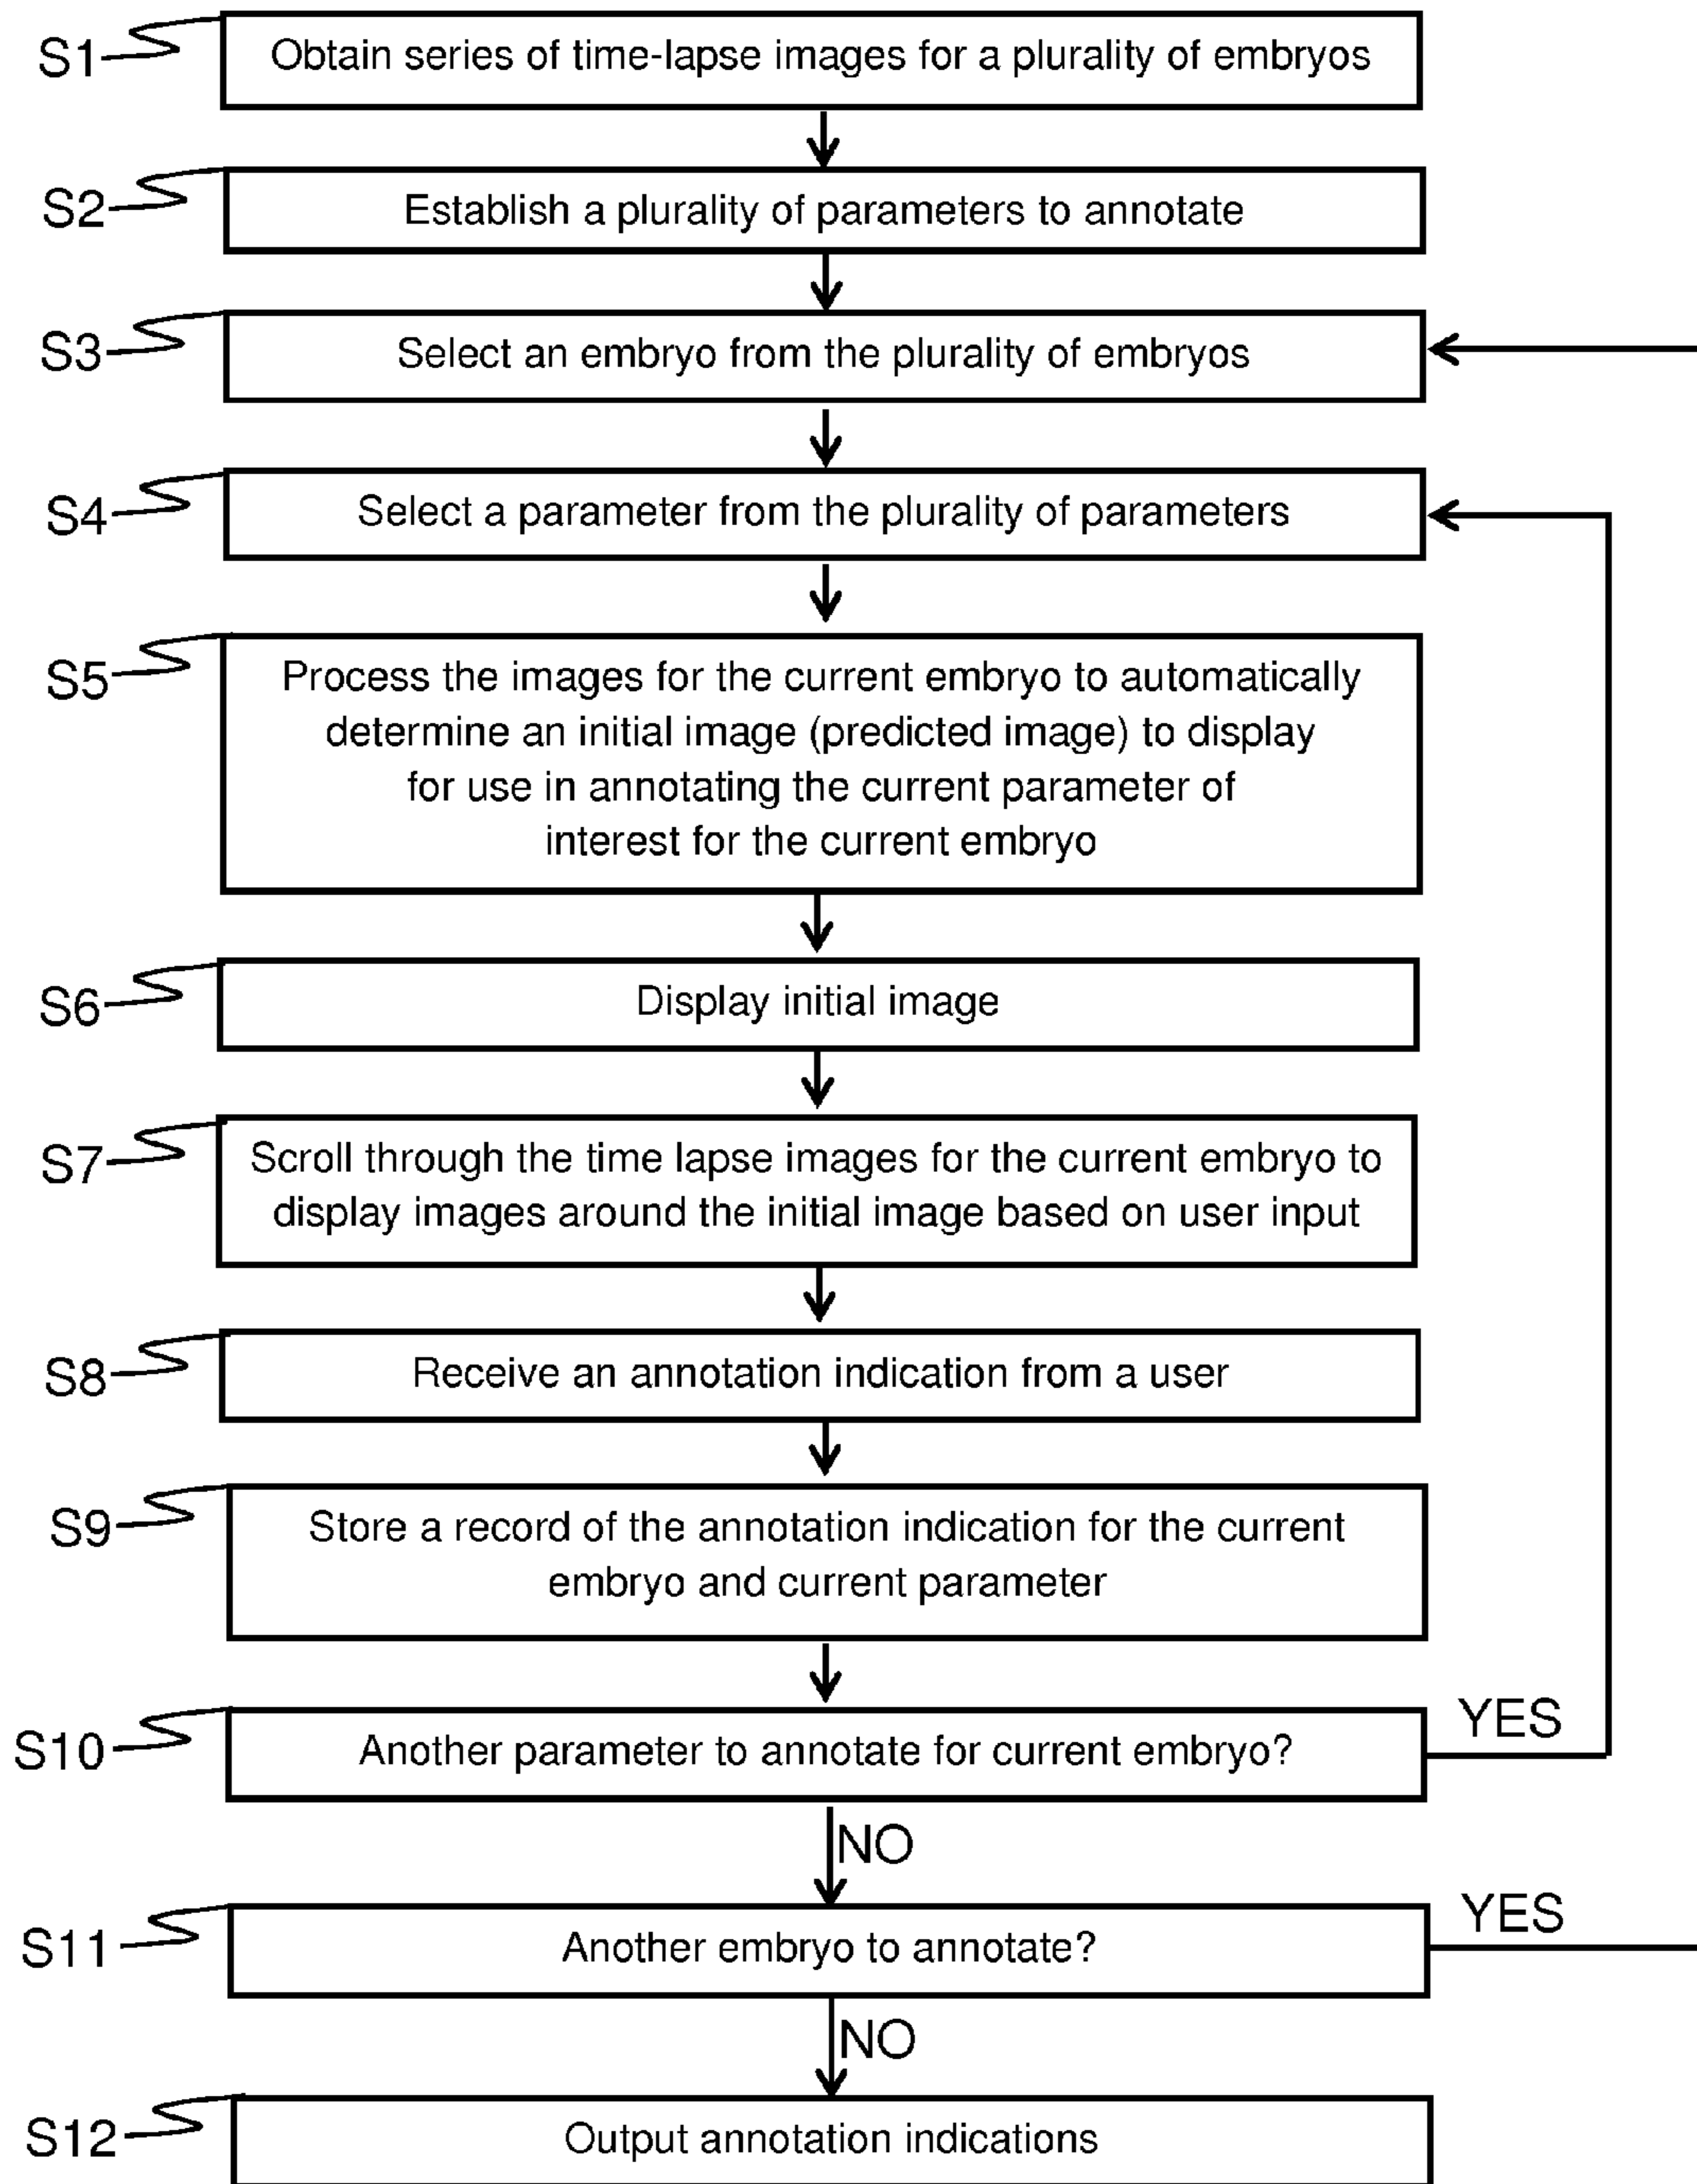 S1
Obtain series of time-lapse images for a plurality of embryos
S2
Establish a plurality of parameters to annotate
S3
Select an embryo from the plurality of embryos
S4
Select a parameter from the plurality of parameters
S5
Process the images for the current embryo to automatically
determine an initial image (predicted image) to display
for use in annotating the current parameter of
interest for the current embryo
S6
Display initial image
S7
Scroll through the time lapse images for the current embryo to
display images around the initial image based on user input
S8
Receive an annotation indication from a user
S9
Store a record of the annotation indication for the current
embryo and current parameter
S10
Another parameter to annotate for current embryo?
YES
NO
S11
Another embryo to annotate?
YES
NO
S12
Output annotation indications